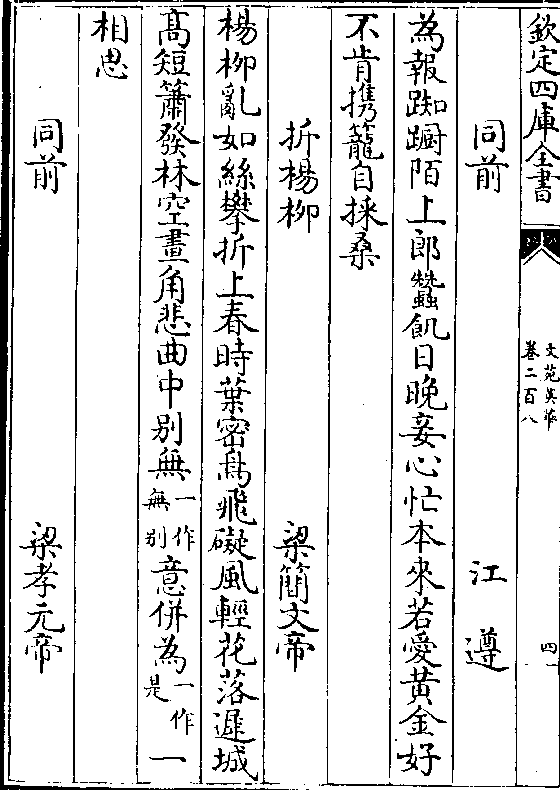 欽定四庫全書
文苑英華
卷二百八
四
同前 江遵
為報踟蹰陌上郎蠶飢日晚妾心忙本來若愛黄金好
不肯携籠自採桑
折楊柳 梁簡文帝
楊柳亂如絲攀折上春時葉密鳥飛礙風輕花落遲城
髙短簫發林空畫角悲曲中别無一作無别意併為一作是一
相思
同前 梁孝元帝